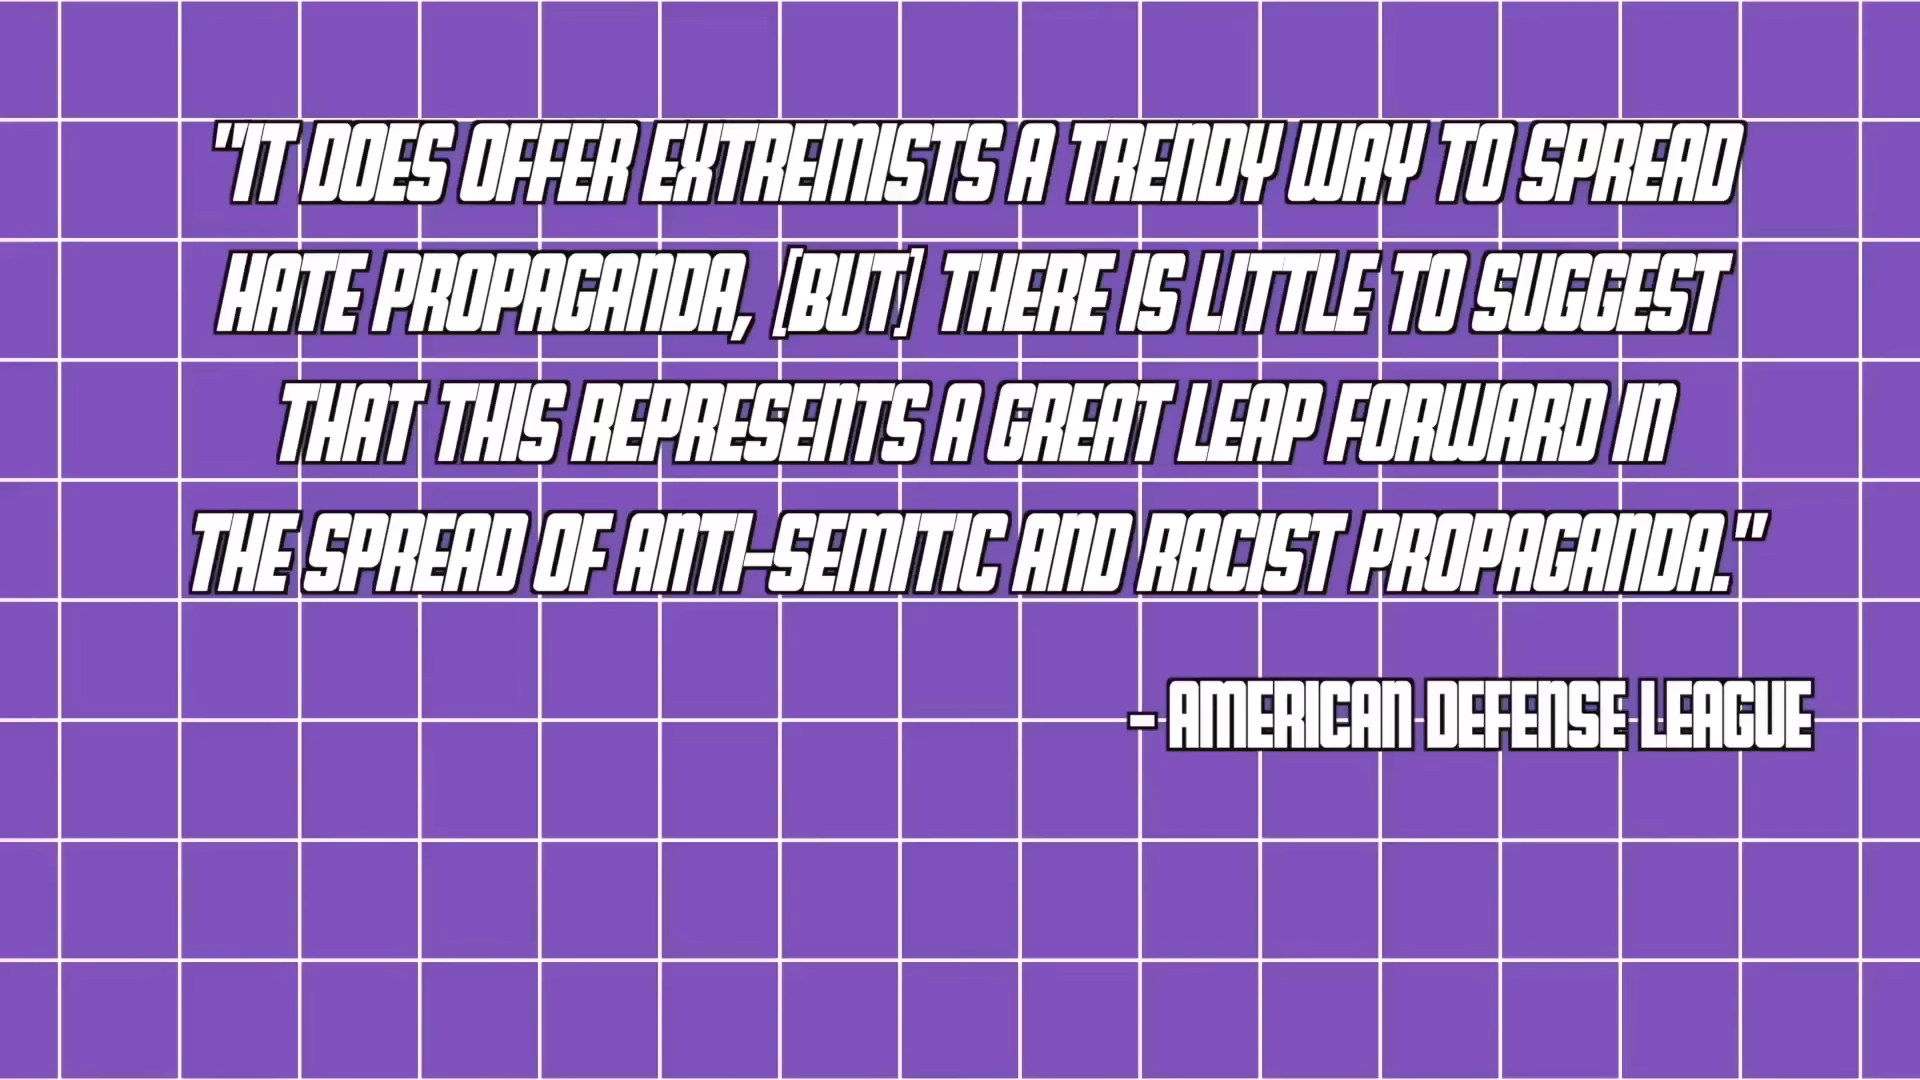 "IT DOES OFFER EXTREMISTS A TRENDY WAY TO SPREAD
HATE PROPAGANDA, [BUT] THERE IS LITTLE TO SUGGEST
THAT THIS REPRESENTS A GREAT LEAP FORWARD IN
THE SPREAD OF ANTI-SEMITIC AND RACIST PROPAGANDA."
- AMERICAN DEFENSE LEAGUE